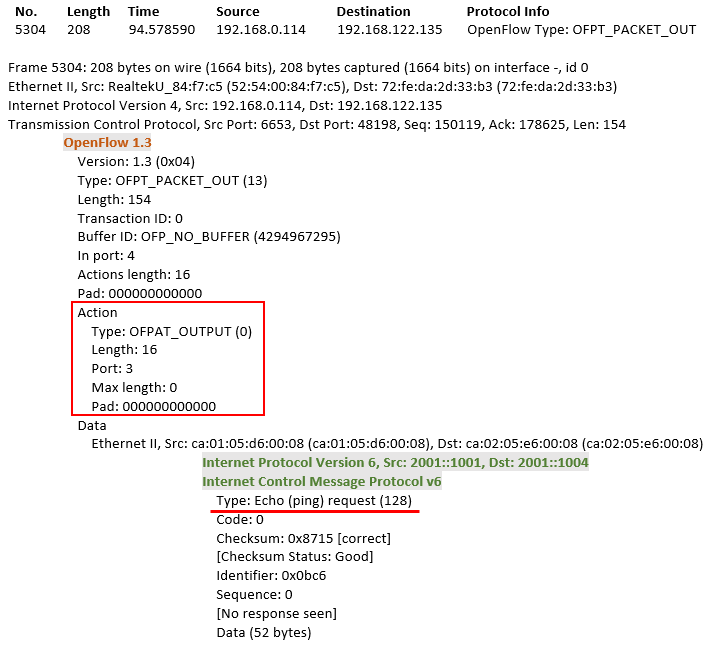 No. Length Time Source Destination Protocol Info
5304 208 94.578590 192.168.0.114 192.168.122.135 OpenFlow Type: OFPT_PACKET_OUT
Frame 5304: 208 bytes on wire (1664 bits), 208 bytes captured (1664 bits) on interface -, id 0
Ethernet II, Src: RealtekU_84:f7:c5 (52:54:00:84:f7:c5), Dst: 72:fe:da:2d:33:b3 (72:fe:da:2d:33:b3)
Internet Protocol Version 4, Src: 192.168.0.114, Dst: 192.168.122.135
Transmission Control Protocol, Src Port: 6653, Dst Port: 48198, Seq: 150119, Ack: 178625, Len: 154
OpenFlow 1.3
Version: 1.3 (0x04)
Type: OFPT_PACKET_OUT (13)
Length: 154
Transaction ID: 0
Buffer ID: OFP_NO_BUFFER (4294967295)
In port: 4
Actions length: 16
Pad: 000000000000
Action
Type: OFPAT_OUTPUT (0)
Length: 16
Port: 3
Max length: 0
Pad: 000000000000
Data
Ethernet II, Src: ca:01:05:d6:00:08 (ca:01:05:d6:00:08), Dst: ca:02:05:e6:00:08 (ca:02:05:e6:00:08)
Internet Protocol Version 6, Src: 2001::1001, Dst: 2001::1004
Internet Control Message Protocol v6
Type: Echo (ping) request (128)
Code: 0
Checksum: 0x8715 [correct]
[Checksum Status: Good]
Identifier: 0x0bc6
Sequence: 0
[No response seen]
Data (52 bytes)